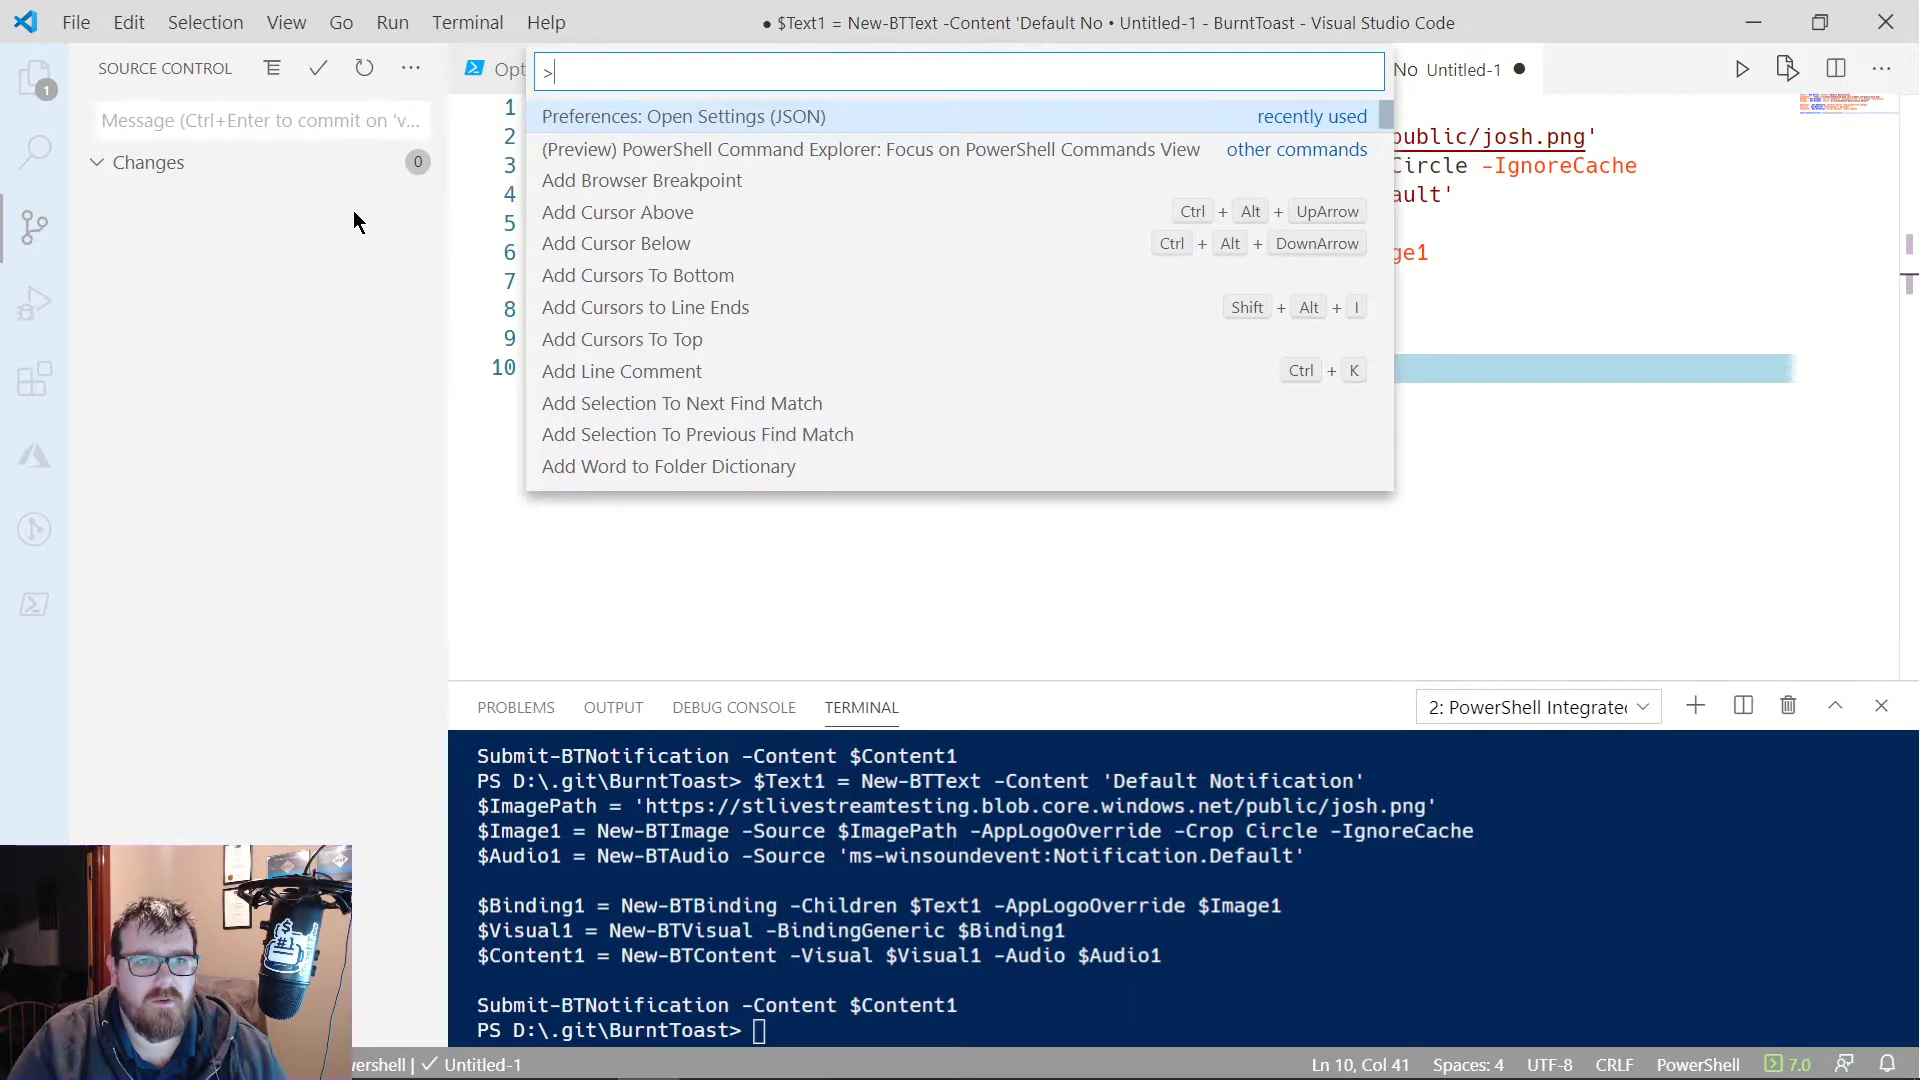 File Edit Selection View Go Run Terminal Help
● $Text1 = New-BTText -Content 'Default No • Untitled-1 - BurntToast - Visual Studio Code
SOURCE CONTROL
1
Message (Ctrl+Enter to commit on 'v...
Changes 0
Opt
No Untitled-1 ●
>
Preferences: Open Settings (JSON) recently used
(Preview) PowerShell Command Explorer: Focus on PowerShell Commands View other commands
Add Browser Breakpoint
Add Cursor Above Ctrl + Alt + UpArrow
Add Cursor Below Ctrl + Alt + DownArrow
Add Cursors To Bottom
Add Cursors to Line Ends Shift + Alt + I
Add Cursors To Top
Add Line Comment Ctrl + K
Add Selection To Next Find Match
Add Selection To Previous Find Match
Add Word to Folder Dictionary
1
2 public/josh.png'
3 Circle -IgnoreCache
4 ault'
5
6 ge1
7
8
9
10
PROBLEMS OUTPUT DEBUG CONSOLE TERMINAL
2: PowerShell Integrate
Submit-BTNotification -Content $Content1
PS D:\.git\BurntToast> $Text1 = New-BTText -Content 'Default Notification'
$ImagePath = 'https://stlivestreamtesting.blob.core.windows.net/public/josh.png'
$Image1 = New-BTImage -Source $ImagePath -AppLogoOverride -Crop Circle -IgnoreCache
$Audio1 = New-BTAudio -Source 'ms-winsoundevent:Notification.Default'
$Binding1 = New-BTBinding -Children $Text1 -AppLogoOverride $Image1
$Visual1 = New-BTVisual -BindingGeneric $Binding1
$Content1 = New-BTContent -Visual $Visual1 -Audio $Audio1
Submit-BTNotification -Content $Content1
PS D:\.git\BurntToast>
$
#1
ershell | ✓ Untitled-1
Ln 10, Col 41 Spaces: 4 UTF-8 CRLF PowerShell 7.0